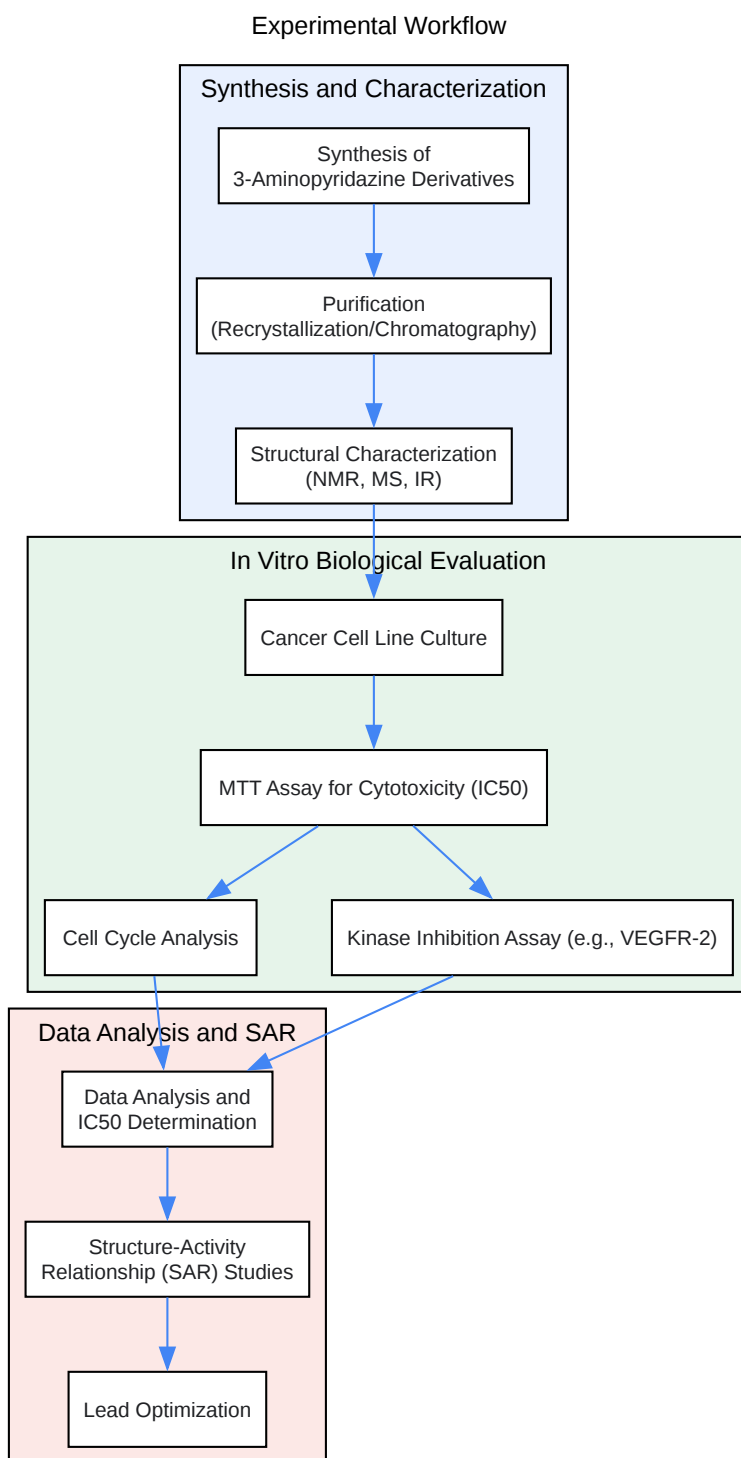 Experimental Workflow
Synthesis and Characterization
Synthesis of
3-Aminopyridazine Derivatives
Purification
(Recrystallization/Chromatography)
Structural Characterization
(NMR, MS, IR)
In Vitro Biological Evaluation
Cancer Cell Line Culture
MTT Assay for Cytotoxicity (IC50)
Cell Cycle Analysis
Kinase Inhibition Assay (e.g., VEGFR-2)
Data Analysis and SAR
Data Analysis and
IC50 Determination
Structure-Activity
Relationship (SAR) Studies
Lead Optimization